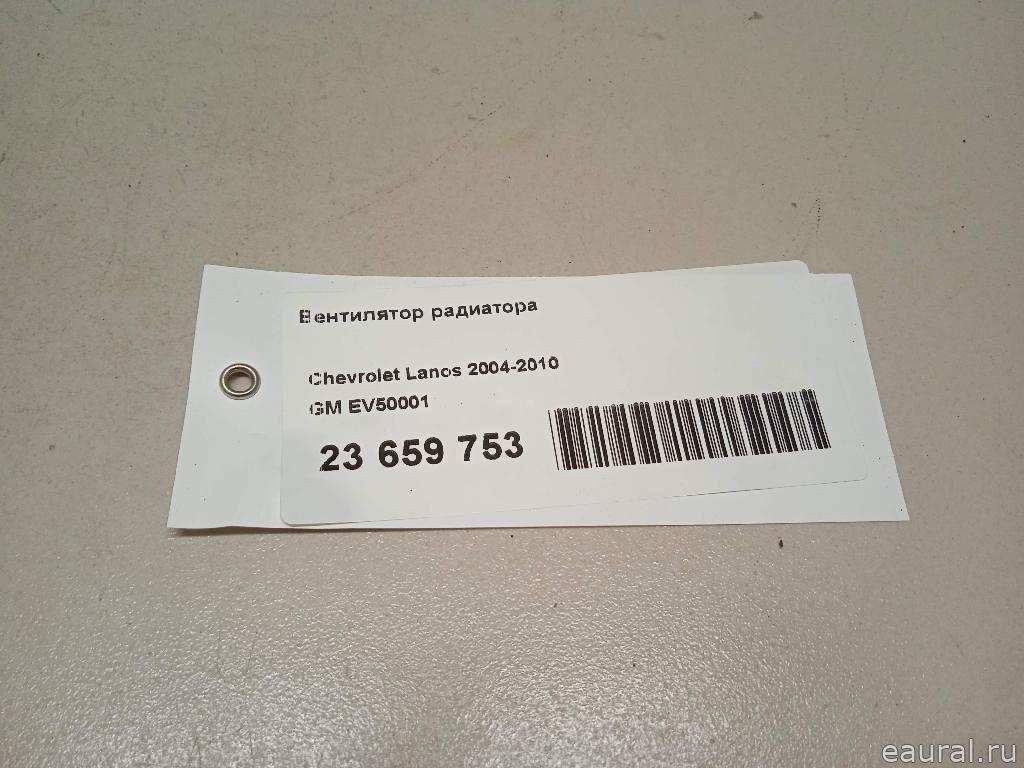 Вентилятор радиатора
Chevrolet Lanos 2004-2010
GM EV50001
23 659 753
eaural.ru